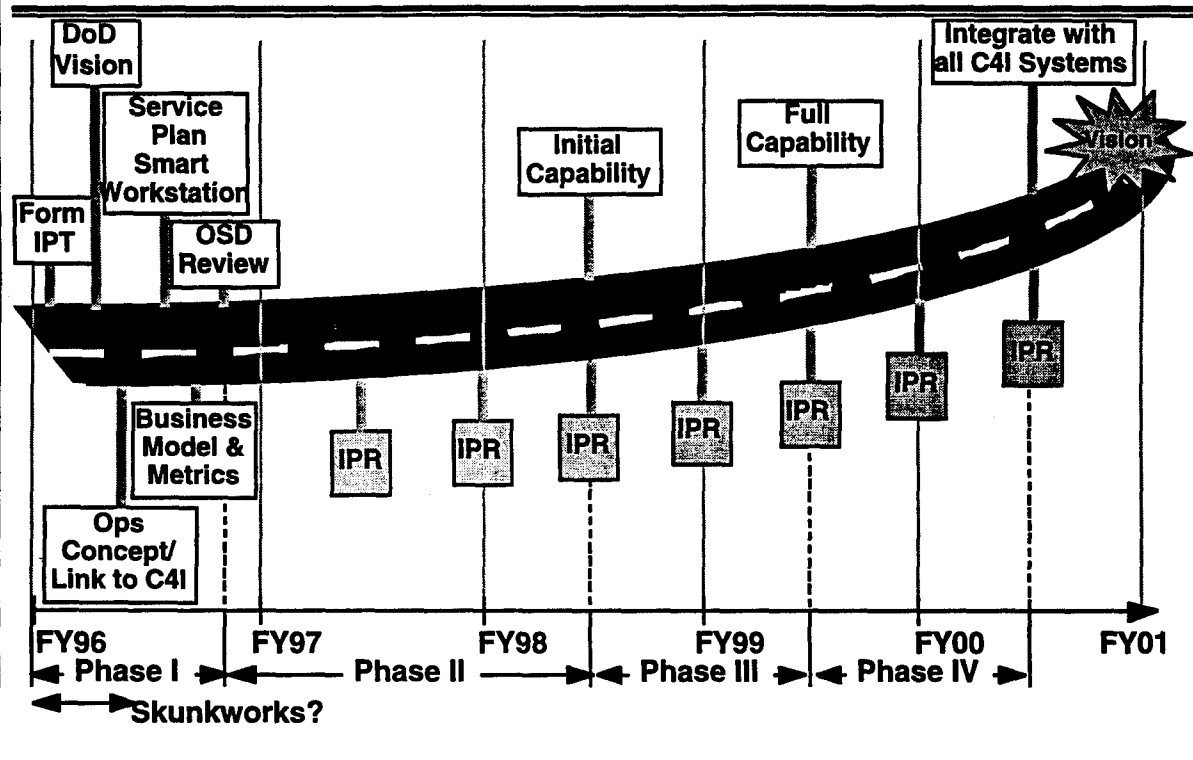 DoD
Vision
Integrate with
all C4I Systems
Service
Plan
Smart
Workstation
Full
Capability
Initial
Capability
Vision
Form
IPT
OSD
Review
IPR
IPR
IPR
IPR
IPR
IPR
IPR
Business
Model &
Metrics
Ops
Concept/
Link to C4I
FY96
FY97
FY98
FY99
FY00
FY01
Phase I
Phase II
Phase III
Phase IV
Skunkworks?